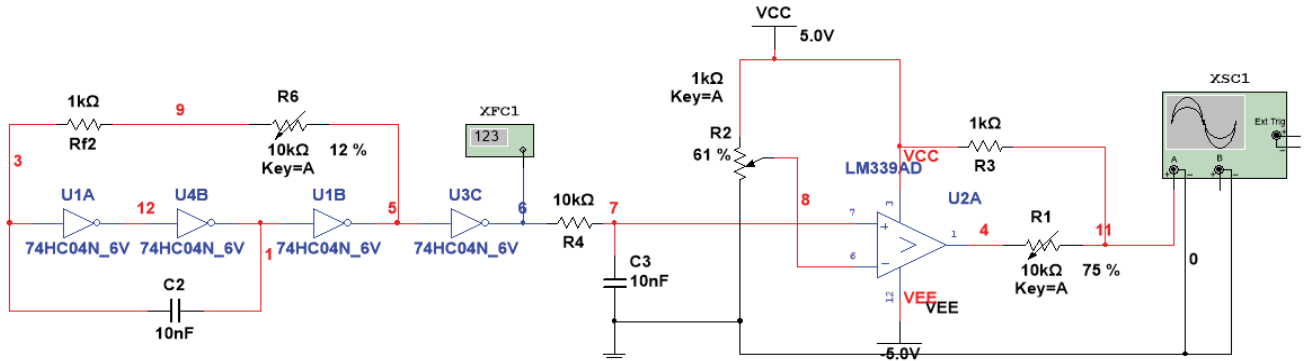 VCC
5.0V
1kΩ
Rf2
9
R6
10kΩ
Key=A
12 %
3
U1A
74HC04N_6V
12
U4B
74HC04N_6V
1
U1B
74HC04N_6V
5
U3C
74HC04N_6V
C2
10nF
XFC1
123
6
10kΩ
R4
7
C3
10nF
1kΩ
Key=A
R2
61 %
8
VCC
LM339AD
U2A
3
7
+
6
−
1
12
VEE
VEE
-5.0V
1kΩ
R3
4
R1
10kΩ
Key=A
75 %
11
0
XSC1
Ext Trig
+
−
A
B
+
−
+
−